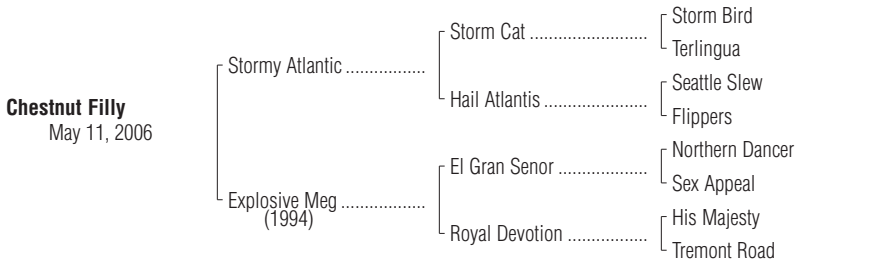 Storm Bird
Storm Cat ........................
Terlingua
Stormy Atlantic .................
Seattle Slew
Hail Atlantis .....................
Flippers
Chestnut Filly
May 11, 2006
Northern Dancer
El Gran Senor ..................
Sex Appeal
Explosive Meg ..................
(1994)
His Majesty
Royal Devotion .................
Tremont Road